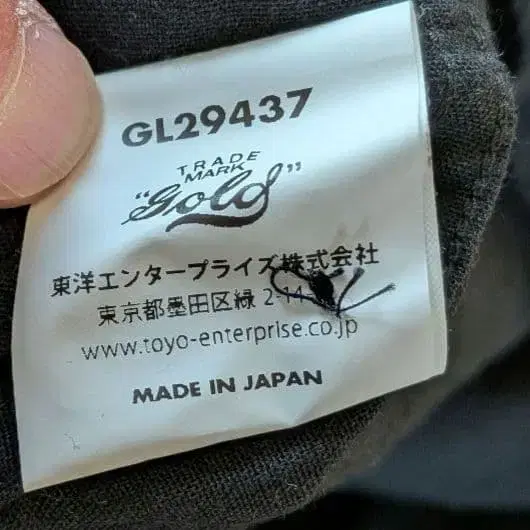 GL29437
TRADE
MARK
"Gold"
東洋エンタープライズ株式会社
東京都墨田区緑 2-14
www.toyo-enterprise.co.jp
MADE IN JAPAN